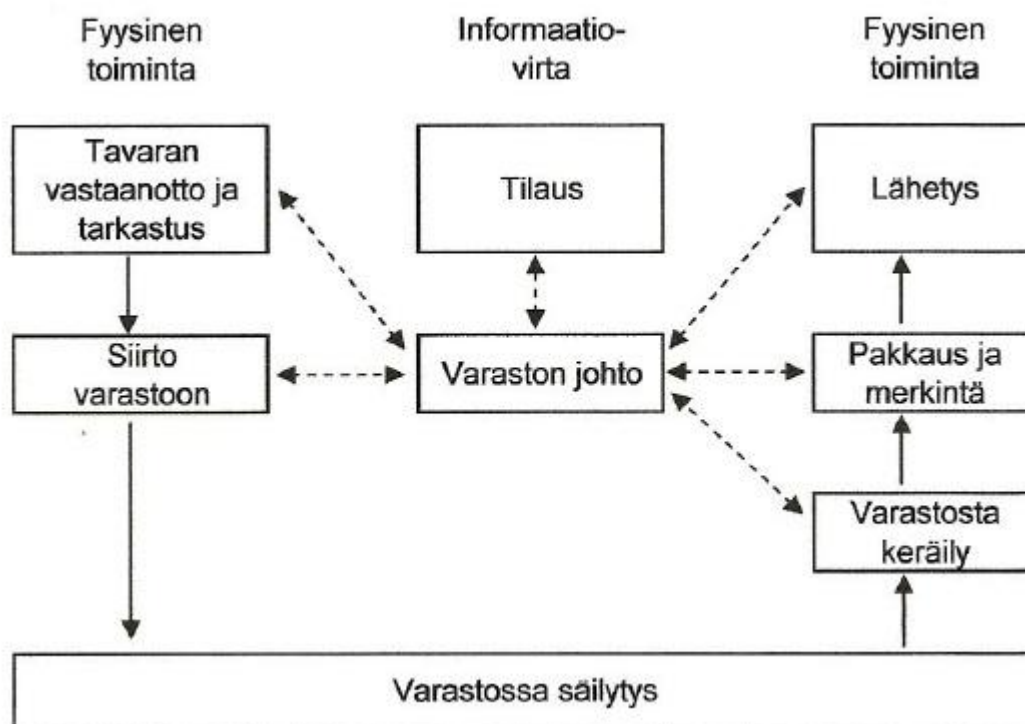 Fyysinen
toiminta
Informaatio-
virta
Fyysinen
toiminta
Tavaran
vastaanotto ja
tarkastus
Tilaus
Lähetys
Siirto
varastoon
Varaston johto
Pakkaus ja
merkintä
Varastosta
keräily
Varastossa säilytys